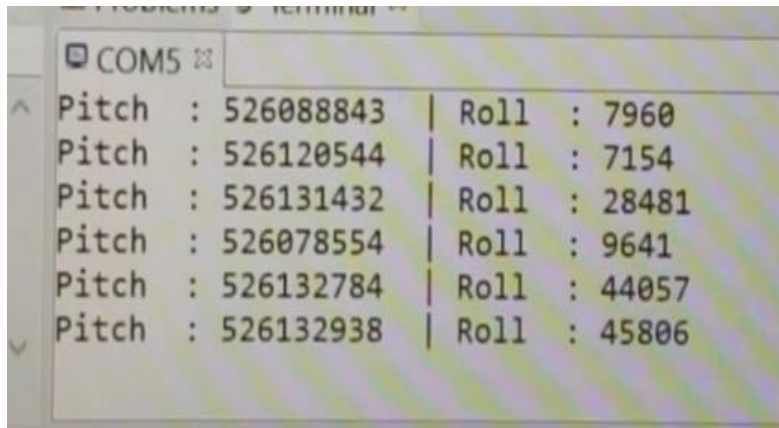 COM5
Pitch : 526088843 | Roll : 7960
Pitch : 526120544 | Roll : 7154
Pitch : 526131432 | Roll : 28481
Pitch : 526078554 | Roll : 9641
Pitch : 526132784 | Roll : 44057
Pitch : 526132938 | Roll : 45806